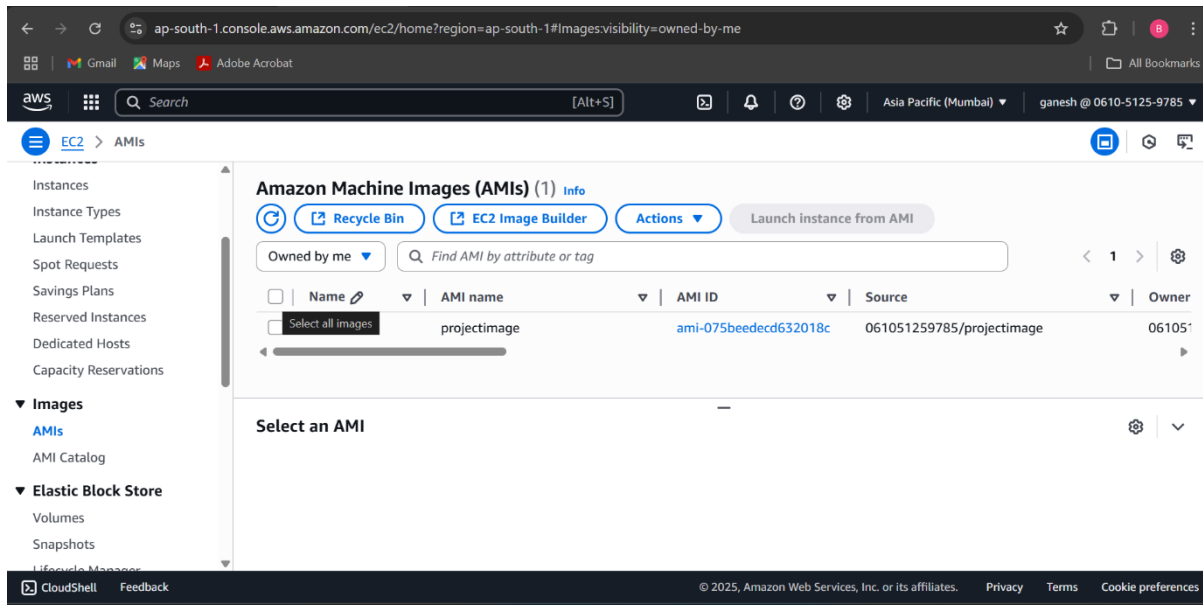 ap-south-1.console.aws.amazon.com/ec2/home?region=ap-south-1#Images:visibility=owned-by-me
B
Gmail Maps Adobe Acrobat All Bookmarks
aws Search [Alt+S] Asia Pacific (Mumbai) ▼ ganesh @ 0610-5125-9785 ▼
EC2 > AMIs
Instances
Instances
Instance Types
Launch Templates
Spot Requests
Savings Plans
Reserved Instances
Dedicated Hosts
Capacity Reservations
▼ Images
AMIs
AMI Catalog
▼ Elastic Block Store
Volumes
Snapshots
Lifecycle Manager
Amazon Machine Images (AMIs) (1) Info
Recycle Bin EC2 Image Builder Actions ▼ Launch instance from AMI
Owned by me ▼ Find AMI by attribute or tag < 1 >
Name AMI name AMI ID Source Owner
Select all images projectimage ami-075beedecd632018c 061051259785/projectimage 061051
Select an AMI
CloudShell Feedback © 2025, Amazon Web Services, Inc. or its affiliates. Privacy Terms Cookie preferences